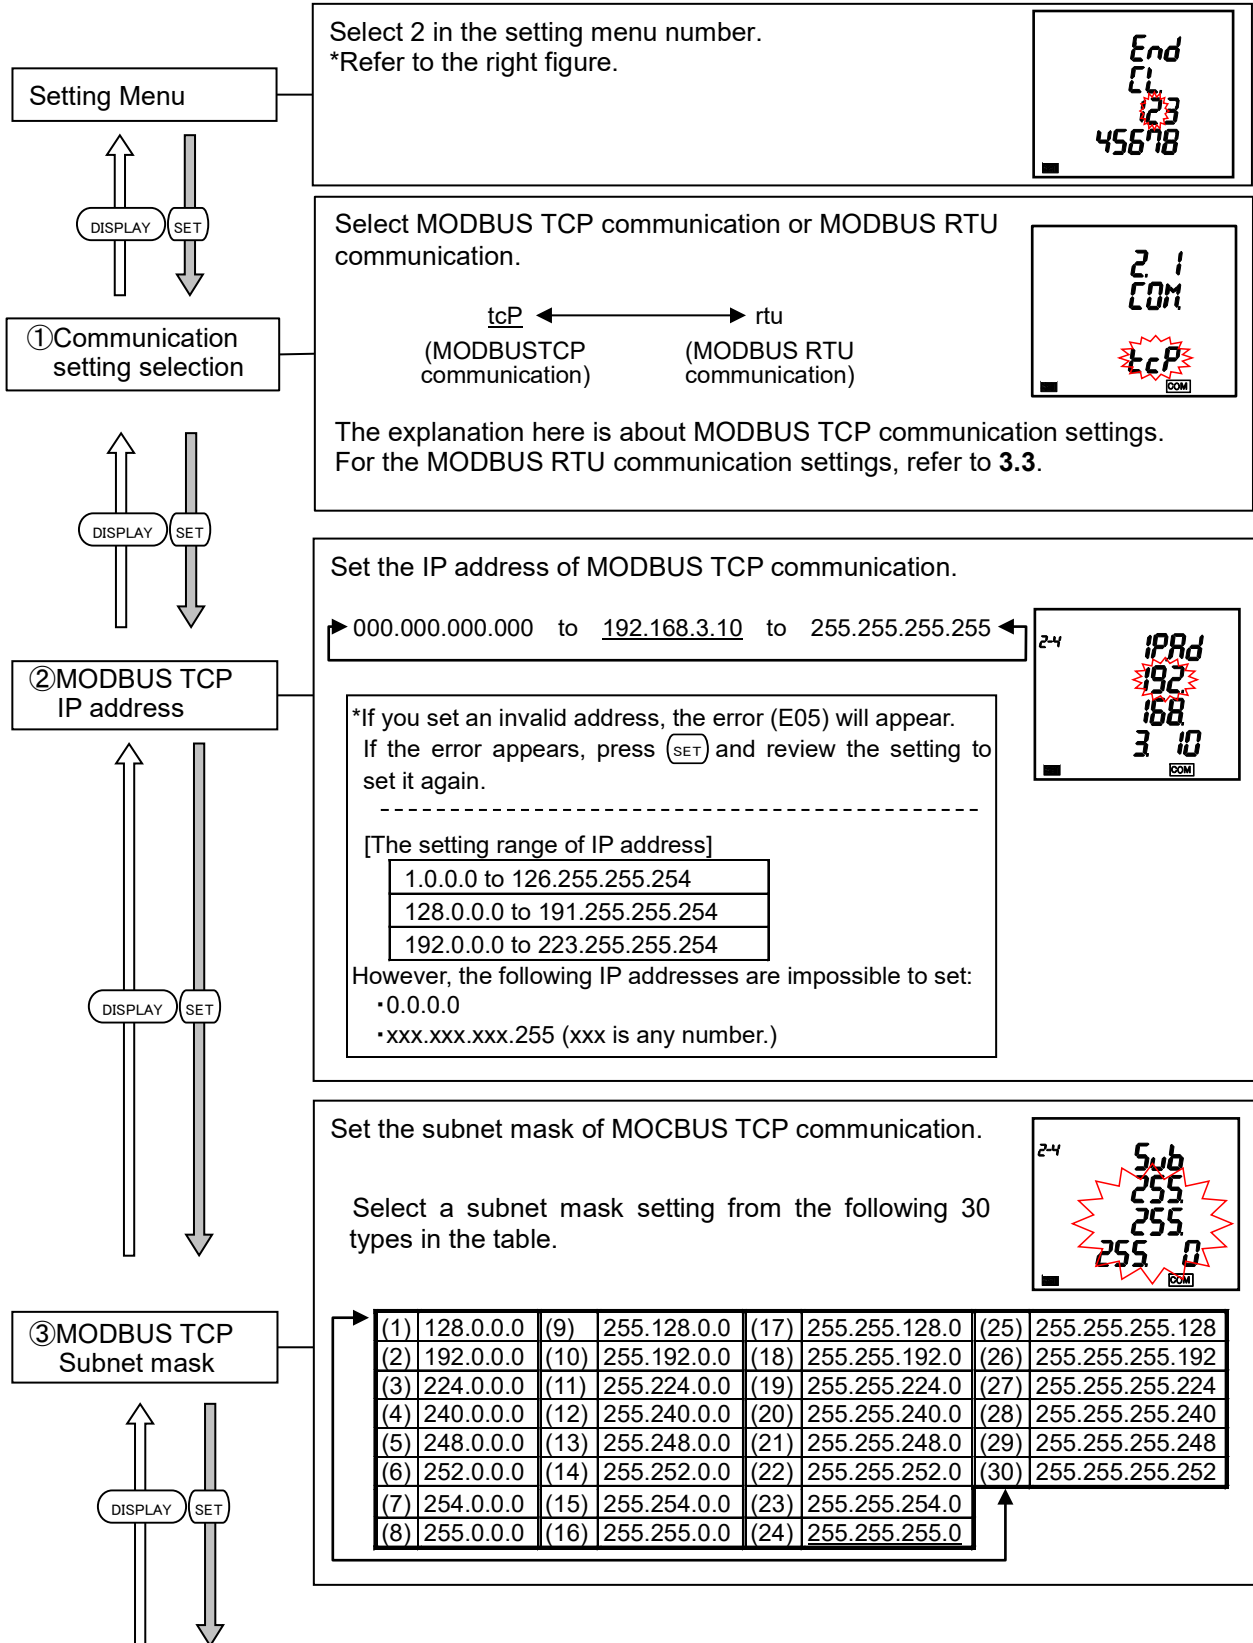 Setting Menu
Select 2 in the setting menu number.
*Refer to the right figure.
End
CL.
123
45678
DISPLAY SET
①Communication
setting selection
Select MODBUS TCP communication or MODBUS RTU
communication.
tcP rtu
(MODBUSTCP (MODBUS RTU
communication) communication)
The explanation here is about MODBUS TCP communication settings.
For the MODBUS RTU communication settings, refer to 3.3.
2. 1
COM.
tcP
COM
DISPLAY SET
②MODBUS TCP
IP address
Set the IP address of MODBUS TCP communication.
000.000.000.000 to 192.168.3.10 to 255.255.255.255
*If you set an invalid address, the error (E05) will appear.
If the error appears, press SET and review the setting to
set it again.
[The setting range of IP address]
1.0.0.0 to 126.255.255.254
128.0.0.0 to 191.255.255.254
192.0.0.0 to 223.255.255.254
However, the following IP addresses are impossible to set:
・0.0.0.0
・xxx.xxx.xxx.255 (xxx is any number.)
2-4
IPAd
192.
168.
3. 10
COM
DISPLAY SET
③MODBUS TCP
Subnet mask
Set the subnet mask of MOCBUS TCP communication.
Select a subnet mask setting from the following 30
types in the table.
2-4
Sub
255.
255.
255. 0
COM
(1) 128.0.0.0 (9) 255.128.0.0 (17) 255.255.128.0 (25) 255.255.255.128
(2) 192.0.0.0 (10) 255.192.0.0 (18) 255.255.192.0 (26) 255.255.255.192
(3) 224.0.0.0 (11) 255.224.0.0 (19) 255.255.224.0 (27) 255.255.255.224
(4) 240.0.0.0 (12) 255.240.0.0 (20) 255.255.240.0 (28) 255.255.255.240
(5) 248.0.0.0 (13) 255.248.0.0 (21) 255.255.248.0 (29) 255.255.255.248
(6) 252.0.0.0 (14) 255.252.0.0 (22) 255.255.252.0 (30) 255.255.255.252
(7) 254.0.0.0 (15) 255.254.0.0 (23) 255.255.254.0
(8) 255.0.0.0 (16) 255.255.0.0 (24) 255.255.255.0
DISPLAY SET